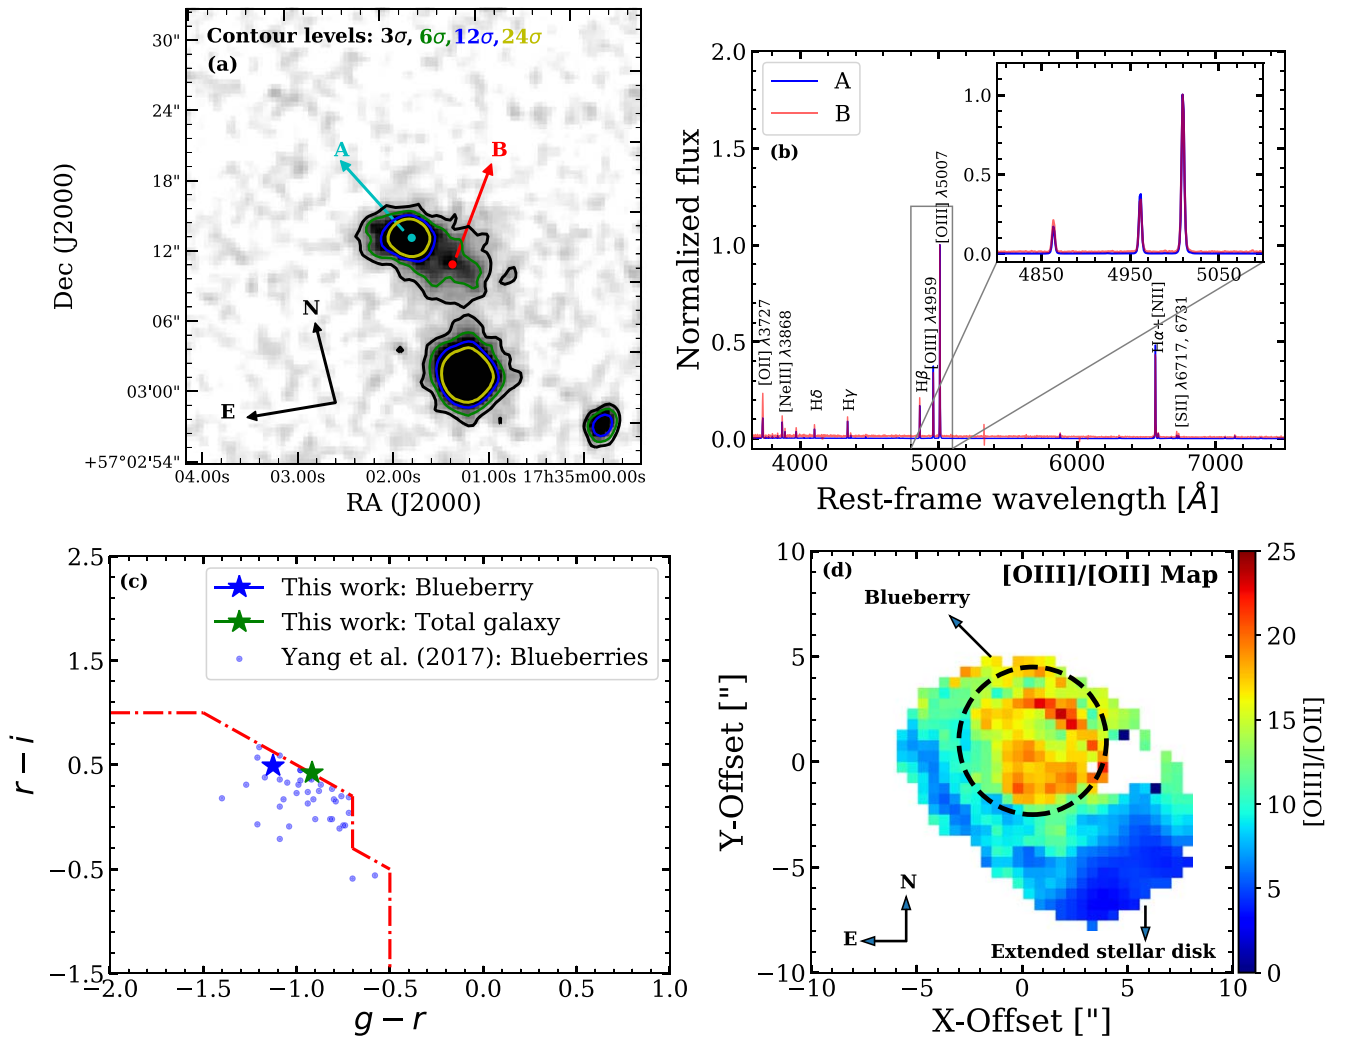 Contour levels: 3σ, 6σ, 12σ, 24σ
(a)
30"
24"
18"
12"
06"
03'00"
+57°02'54"
Dec (J2000)
A
B
N
E
04.00s 03.00s 02.00s 01.00s 17h35m00.00s
RA (J2000)
2.0
1.5
1.0
0.5
0.0
Normalized flux
A
B
(b)
1.0
0.5
0.0
4850 4950 5050
[OII] λ3727
[NeIII] λ3868
Hδ
Hγ
Hβ
[OIII] λ4959
[OIII] λ5007
Hα+[NII]
[SII] λ6717, 6731
4000 5000 6000 7000
Rest-frame wavelength [Å]
2.5
1.5
0.5
−0.5
−1.5
r − i
(c)
This work: Blueberry
This work: Total galaxy
Yang et al. (2017): Blueberries
−2.0 −1.5 −1.0 −0.5 0.0 0.5 1.0
g − r
10
5
0
−5
−10
Y-Offset ["]
(d)
[OIII]/[OII] Map
Blueberry
N
E
Extended stellar disk
−10 −5 0 5 10
X-Offset ["]
25
20
15
10
5
0
[OIII]/[OII]